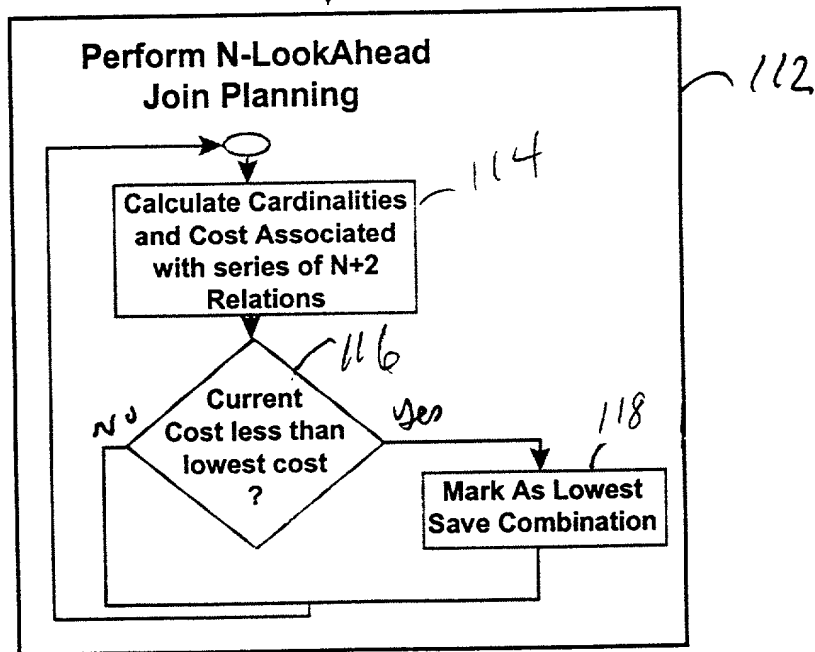 Perform N-LookAhead
Join Planning
112
114
Calculate Cardinalities
and Cost Associated
with series of N+2
Relations
116
Current
Cost less than
lowest cost
?
No
Yes
118
Mark As Lowest
Save Combination